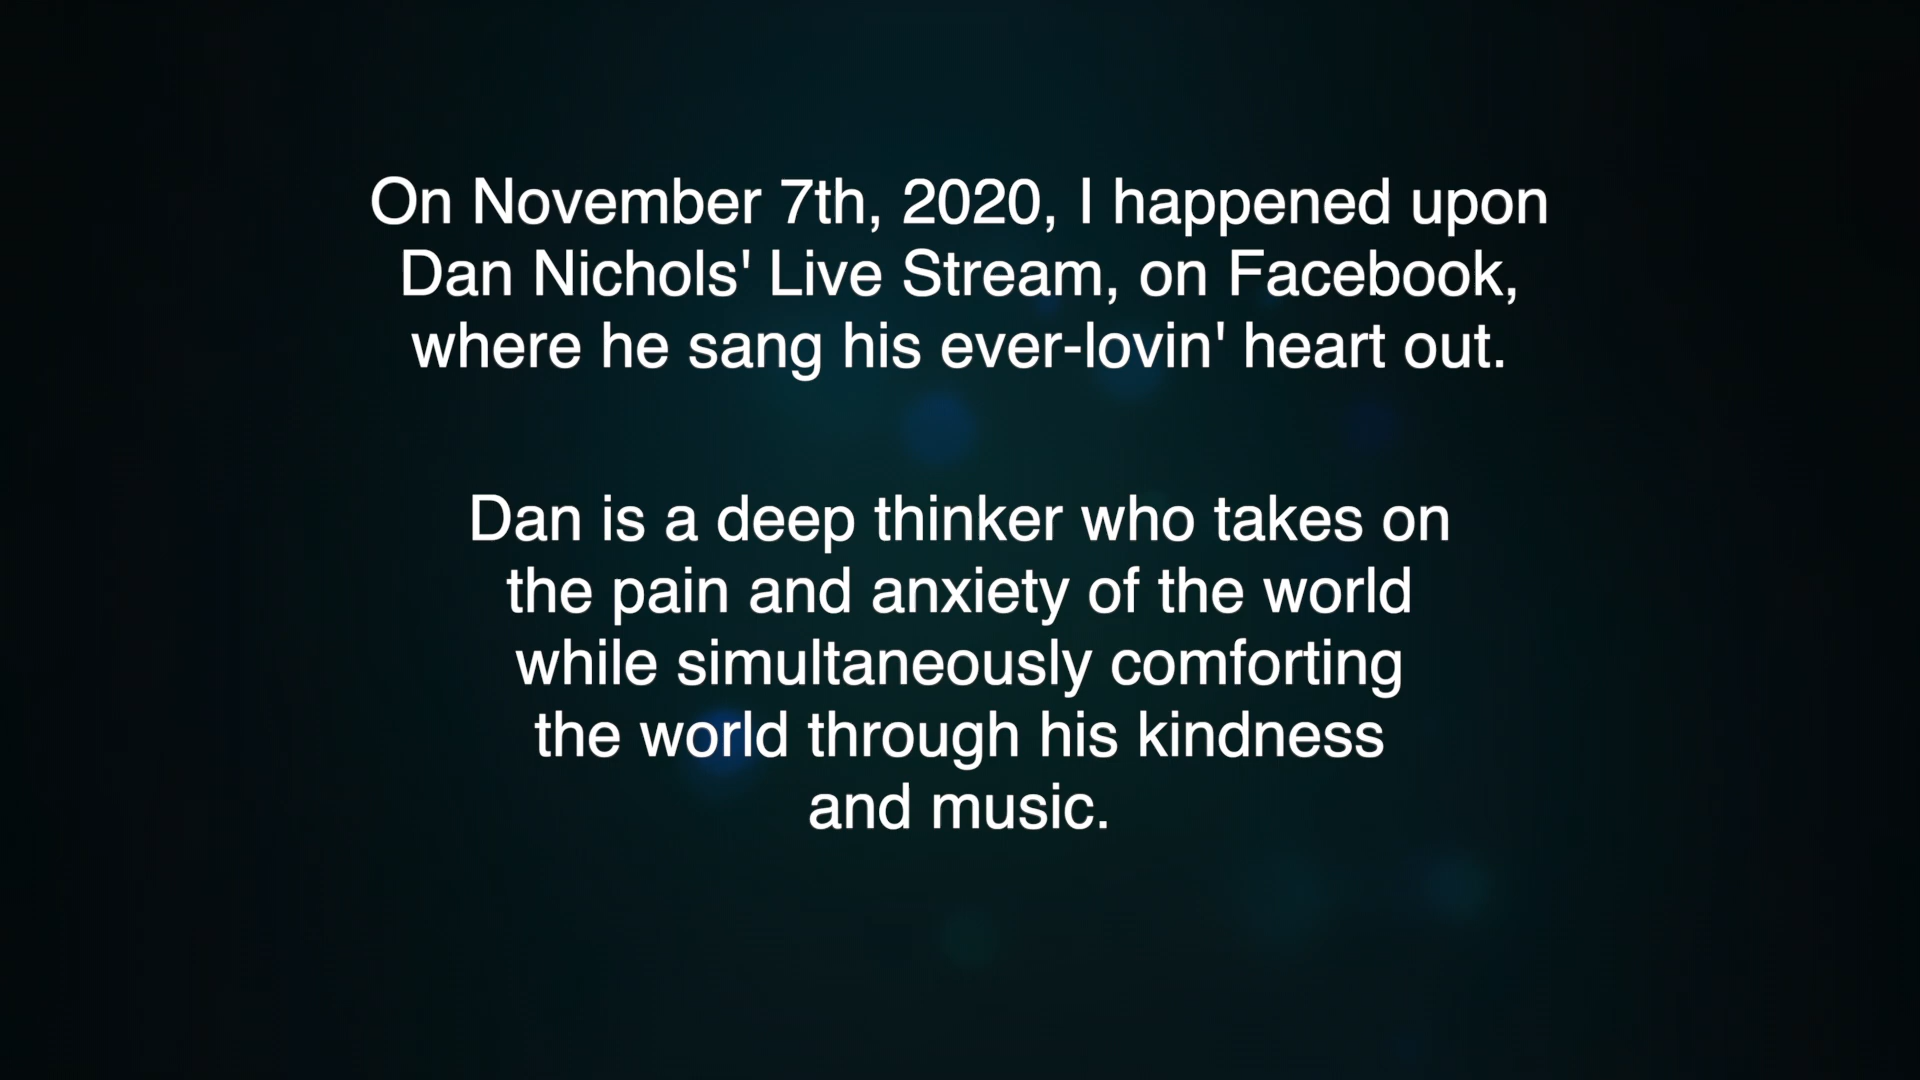 On November 7th, 2020, I happened upon
Dan Nichols' Live Stream, on Facebook,
where he sang his ever-lovin' heart out.
Dan is a deep thinker who takes on
the pain and anxiety of the world
while simultaneously comforting
the world through his kindness
and music.